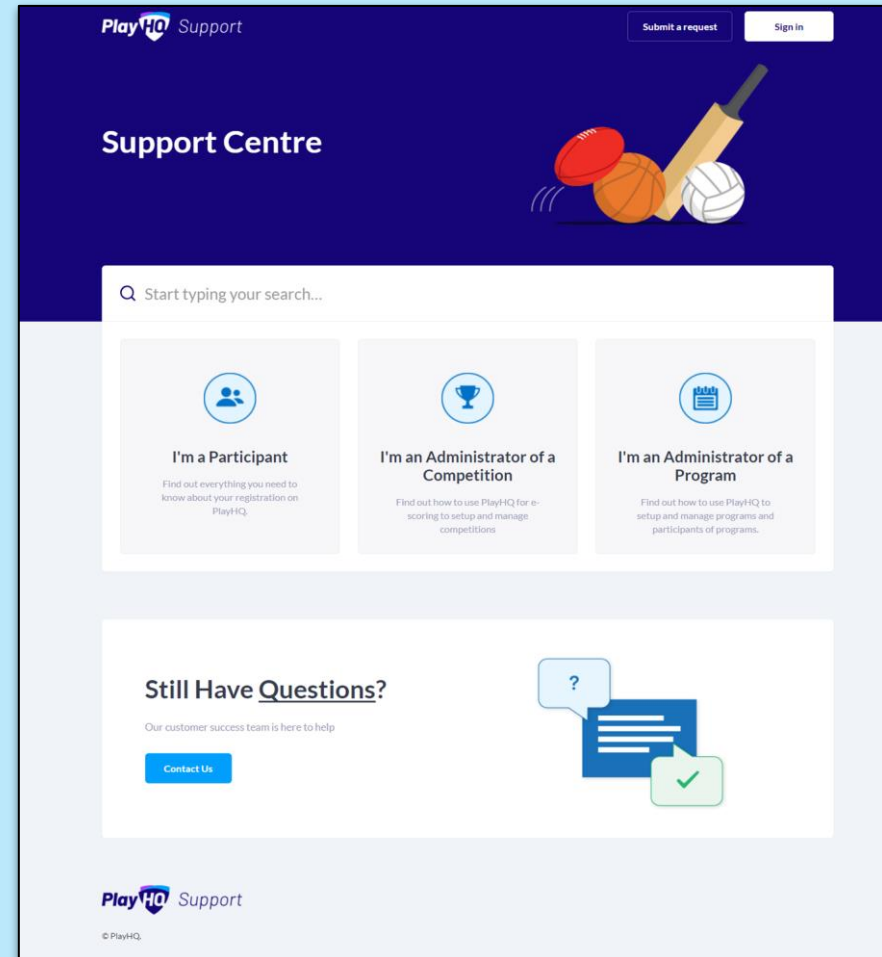 PlayHQ Support
Submit a request
Sign in
Support Centre
Start typing your search...
I'm a Participant
Find out everything you need to
know about your registration on
PlayHQ.
I'm an Administrator of a
Competition
Find out how to use PlayHQ for e-
scoring to setup and manage
competitions
I'm an Administrator of a
Program
Find out how to use PlayHQ to
setup and manage programs and
participants of programs.
Still Have Questions?
Our customer success team is here to help
Contact Us
?
PlayHQ Support
© PlayHQ.